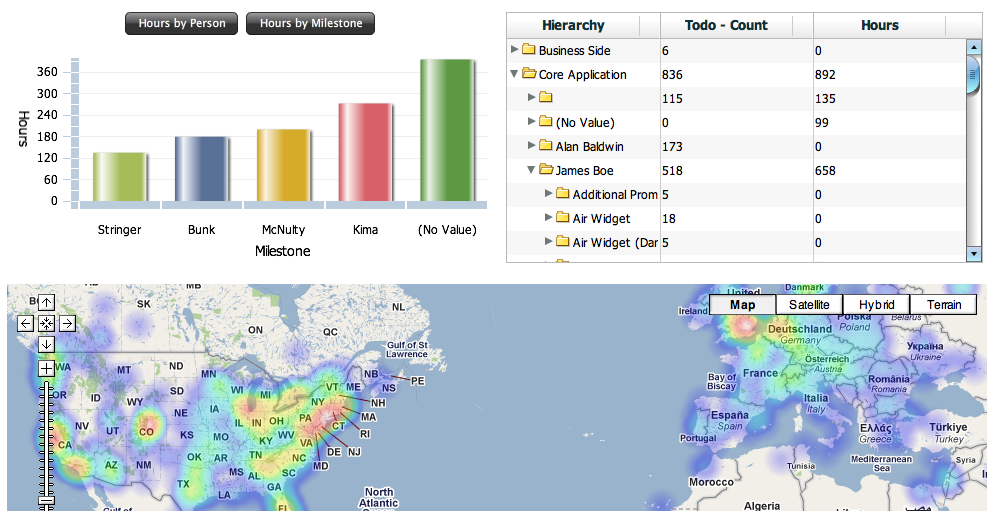 Hours by Person
Hours by Milestone
Hours
360
300
240
180
120
60
0
Stringer
Bunk
McNulty
Kima
(No Value)
Milestone
Hierarchy Todo - Count Hours
Business Side 6 0
Core Application 836 892
115 135
(No Value) 0 99
Alan Baldwin 173 0
James Boe 518 658
Additional Prom 5 0
Air Widget 18 0
Air Widget (Dar 5 0
MB
SK
NL
ON
QC
Gulf of St
Lawrence
WA
MT
ND
MN
NB
PE
OR
ID
SD
WI
MI
VT
ME
NS
WY
NY
NH
NV
UT
NE
IA
MA
CO
IL
IN
OH
PA
CT
RI
CA
KS
MO
KY
WV
VA
DE
NJ
AZ
NM
OK
AR
TN
NC
MD
MS
AL
SC
TX
LA
GA
FL
Gulf of
North
Atlantic
Map
Satellite
Hybrid
Terrain
United
Danmark
Denmark
Ireland
Deutschland
Germany
Polska
Poland
Belarus
Україна
Ukraine
Bay of
Biscay
France
Österreich
Austria
România
Romania
Italia
Italy
España
Spain
Portugal
Ελλάς
Greece
Türkiye
Turkey
Tunisia
Mediterranean
Sea
Syria
Morocco
Algeria